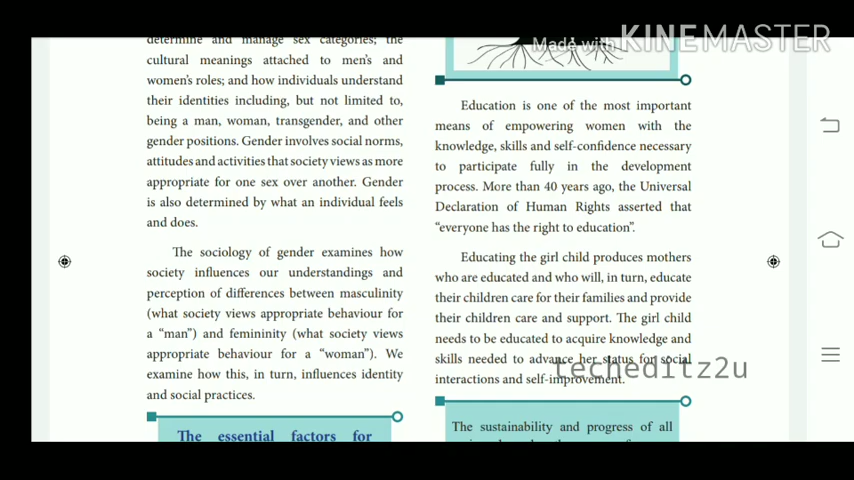 Made with KINEMASTER
determine and manage sex categories; the
cultural meanings attached to men's and
women's roles; and how individuals understand
their identities including, but not limited to,
being a man, woman, transgender, and other
gender positions. Gender involves social norms,
attitudes and activities that society views as more
appropriate for one sex over another. Gender
is also determined by what an individual feels
and does.
The sociology of gender examines how
society influences our understandings and
perception of differences between masculinity
(what society views appropriate behaviour for
a “man”) and femininity (what society views
appropriate behaviour for a “woman”). We
examine how this, in turn, influences identity
and social practices.
The essential factors for
Education is one of the most important
means of empowering women with the
knowledge, skills and self-confidence necessary
to participate fully in the development
process. More than 40 years ago, the Universal
Declaration of Human Rights asserted that
“everyone has the right to education”.
Educating the girl child produces mothers
who are educated and who will, in turn, educate
their children care for their families and provide
their children care and support. The girl child
needs to be educated to acquire knowledge and
skills needed to advance her status for social
interactions and self-improvement.
techeditz2u
The sustainability and progress of all